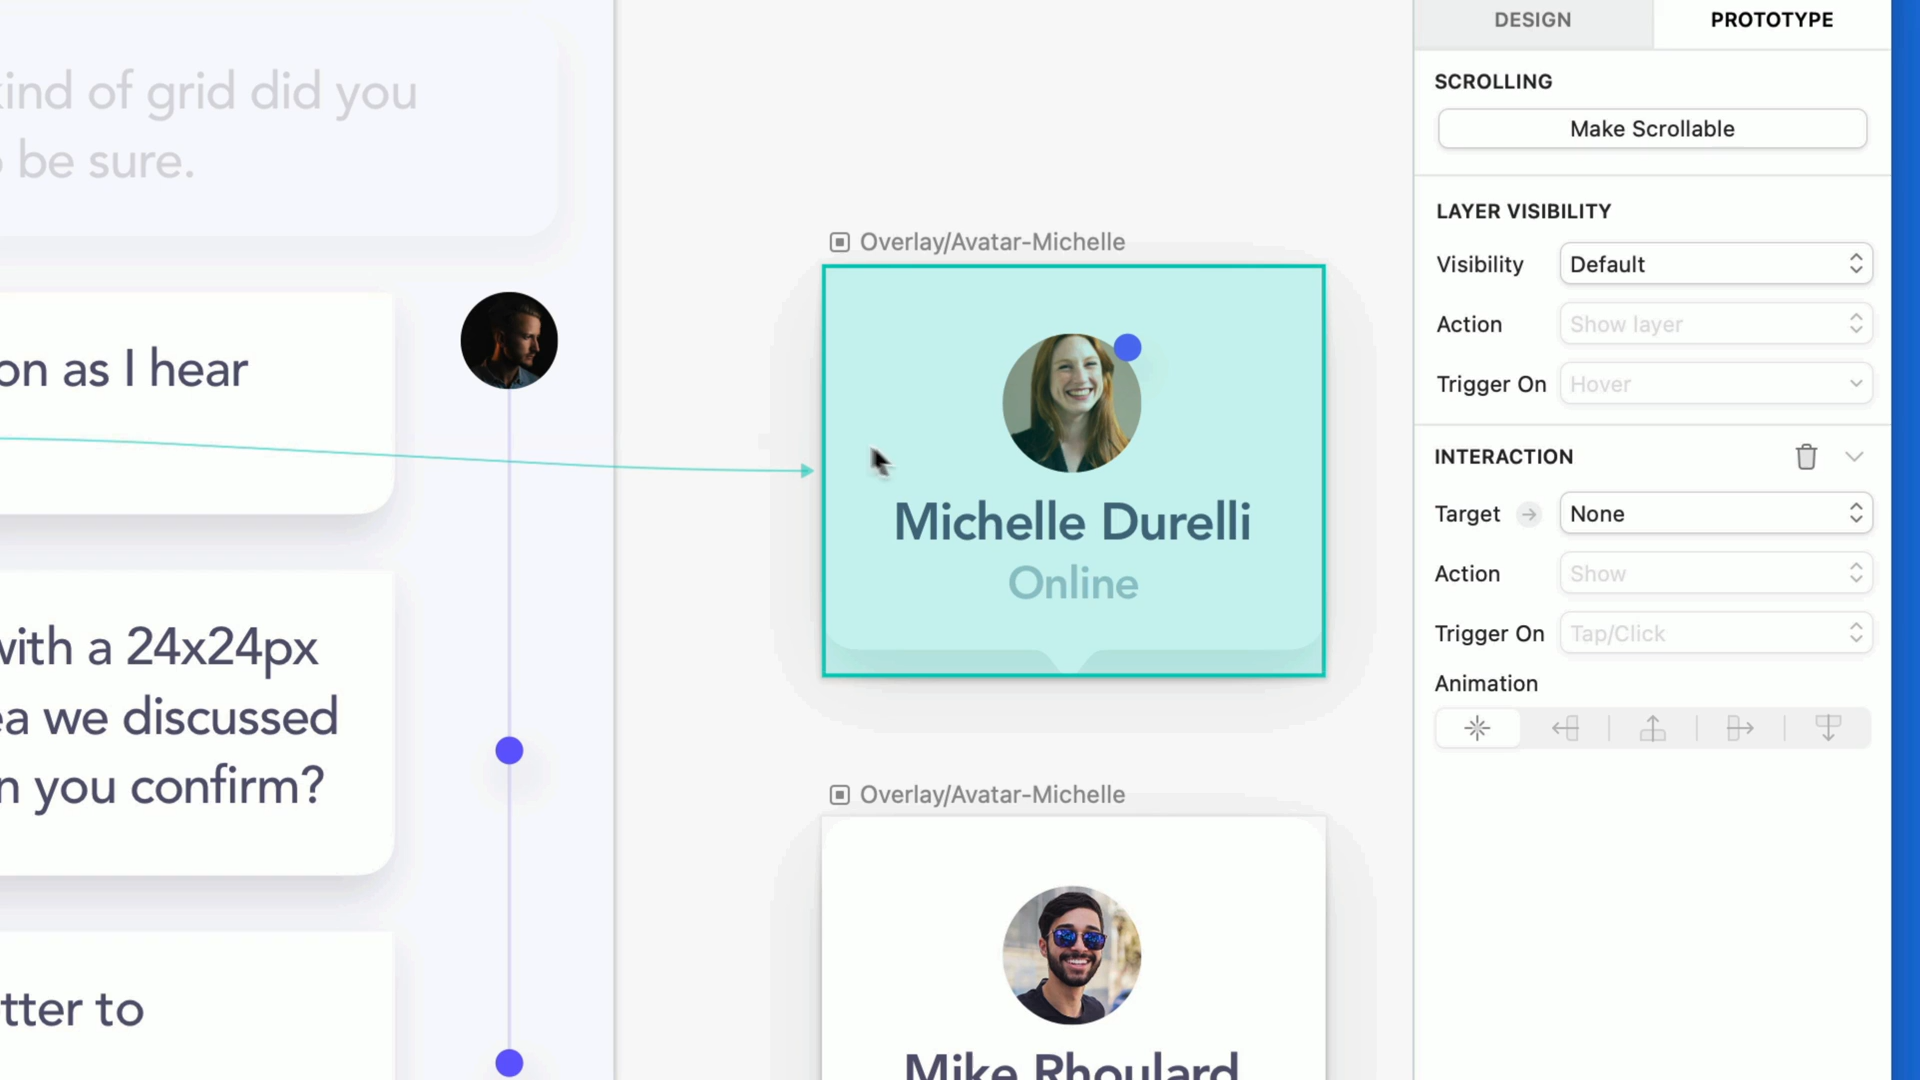 kind of grid did you
be sure.
on as I hear
with a 24x24px
ea we discussed
n you confirm?
tter to
Overlay/Avatar-Michelle
Michelle Durelli
Online
Overlay/Avatar-Michelle
Mike Rhoulard
DESIGN
PROTOTYPE
SCROLLING
Make Scrollable
LAYER VISIBILITY
Visibility
Default
Action
Show layer
Trigger On
Hover
INTERACTION
Target
None
Action
Show
Trigger On
Tap/Click
Animation